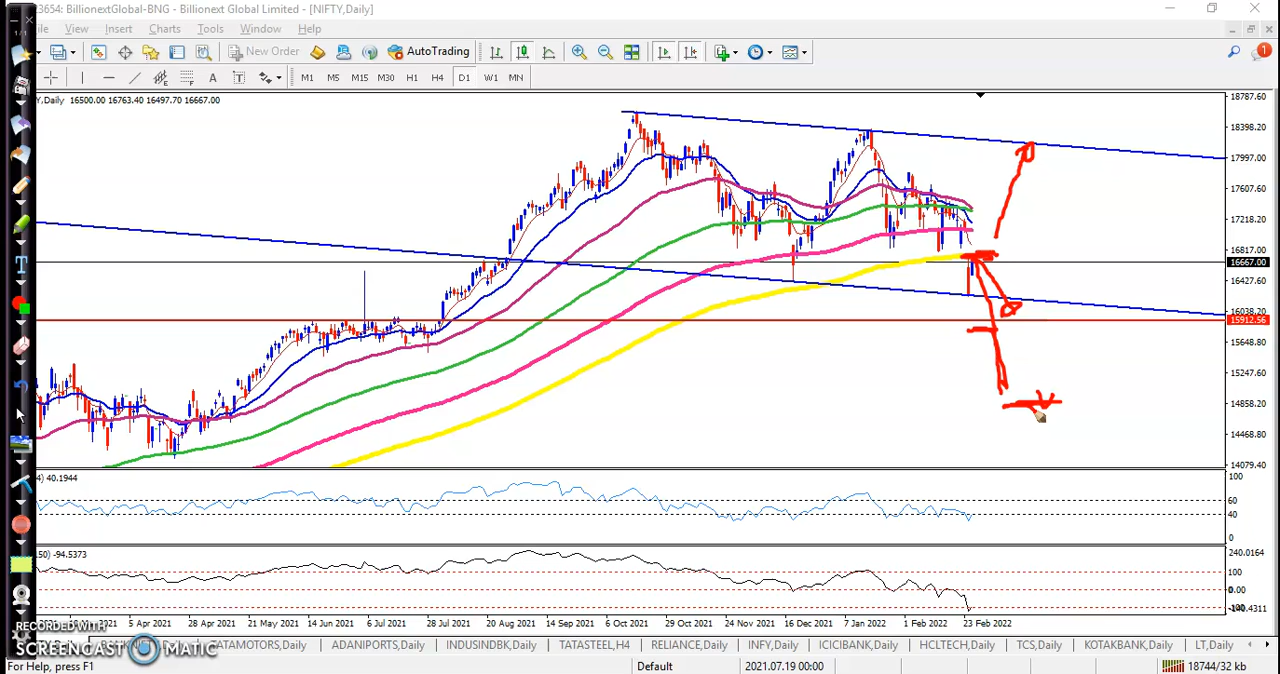 23654: BillionextGlobal-BNG - Billionext Global Limited - [NIFTY,Daily]
ile View Insert Charts Tools Window Help
1/1
New Order AutoTrading
A T M1 M5 M15 M30 H1 H4 D1 W1 MN
Y,Daily 16500.00 16763.40 16497.70 16667.00
18787.60
18398.20
17997.00
17607.60
17218.20
16817.00
16667.00
16427.60
16038.20
15912.56
15648.80
15247.60
14858.20
14468.80
14079.40
4) 40.1944
100
60
40
0
50) -94.5373
240.0164
100
0.00
5 Apr 2021 28 Apr 2021 21 May 2021 14 Jun 2021 6 Jul 2021 28 Jul 2021 20 Aug 2021 14 Sep 2021 6 Oct 2021 29 Oct 2021 24 Nov 2021 16 Dec 2021 7 Jan 2022 1 Feb 2022 23 Feb 2022
RECORDED WITH
SCREENCAST MATIC
TATAMOTORS,Daily ADANIPORTS,Daily INDUSINDBK,Daily TATASTEEL,H4 RELIANCE,Daily INFY,Daily ICICIBANK,Daily HCLTECH,Daily TCS,Daily KOTAKBANK,Daily LT,Daily
For Help, press F1 Default 2021.07.19 00:00 18744/32 kb